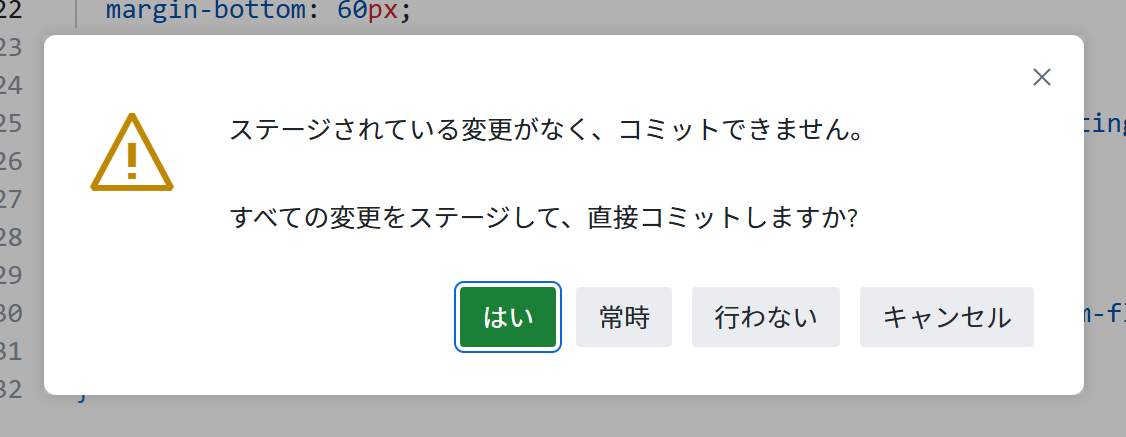 22 margin-bottom: 60px;
23
24
25
26
27
28
29
30
31
32 }
ステージされている変更がなく、コミットできません。
すべての変更をステージして、直接コミットしますか?
はい 常時 行わない キャンセル